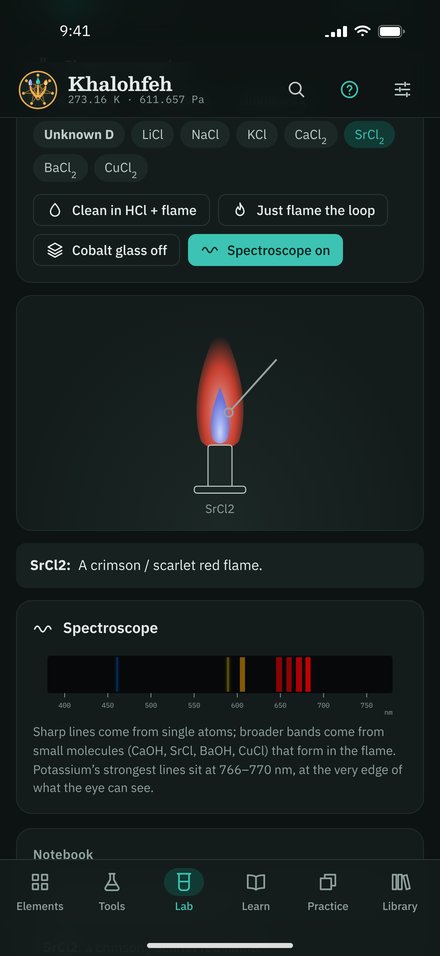 9:41
Khalohfeh
273.16 K · 611.657 Pa
Unknown D LiCl NaCl KCl CaCl2 SrCl2
BaCl2 CuCl2
Clean in HCl + flame Just flame the loop
Cobalt glass off Spectroscope on
SrCl2
SrCl2: A crimson / scarlet red flame.
Spectroscope
400 450 500 550 600 650 700 750
nm
Sharp lines come from single atoms; broader bands come from
small molecules (CaOH, SrCl, BaOH, CuCl) that form in the flame.
Potassium’s strongest lines sit at 766–770 nm, at the very edge of
what the eye can see.
Notebook
Elements Tools Lab Learn Practice Library